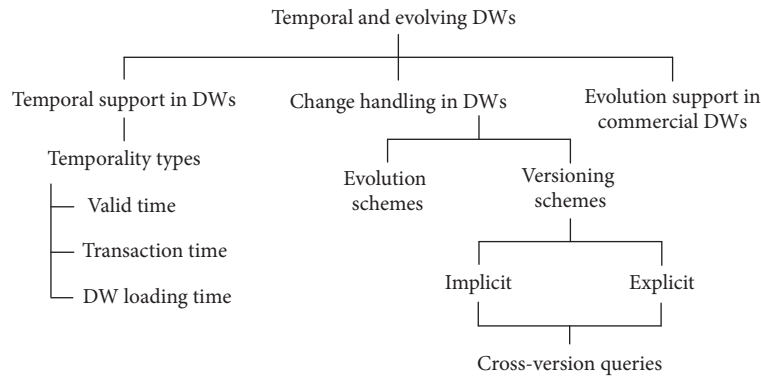 Temporal and evolving DWs
Temporal support in DWs
Change handling in DWs
Evolution support in
commercial DWs
Temporality types
Valid time
Transaction time
DW loading time
Evolution
schemes
Versioning
schemes
Implicit
Explicit
Cross-version queries